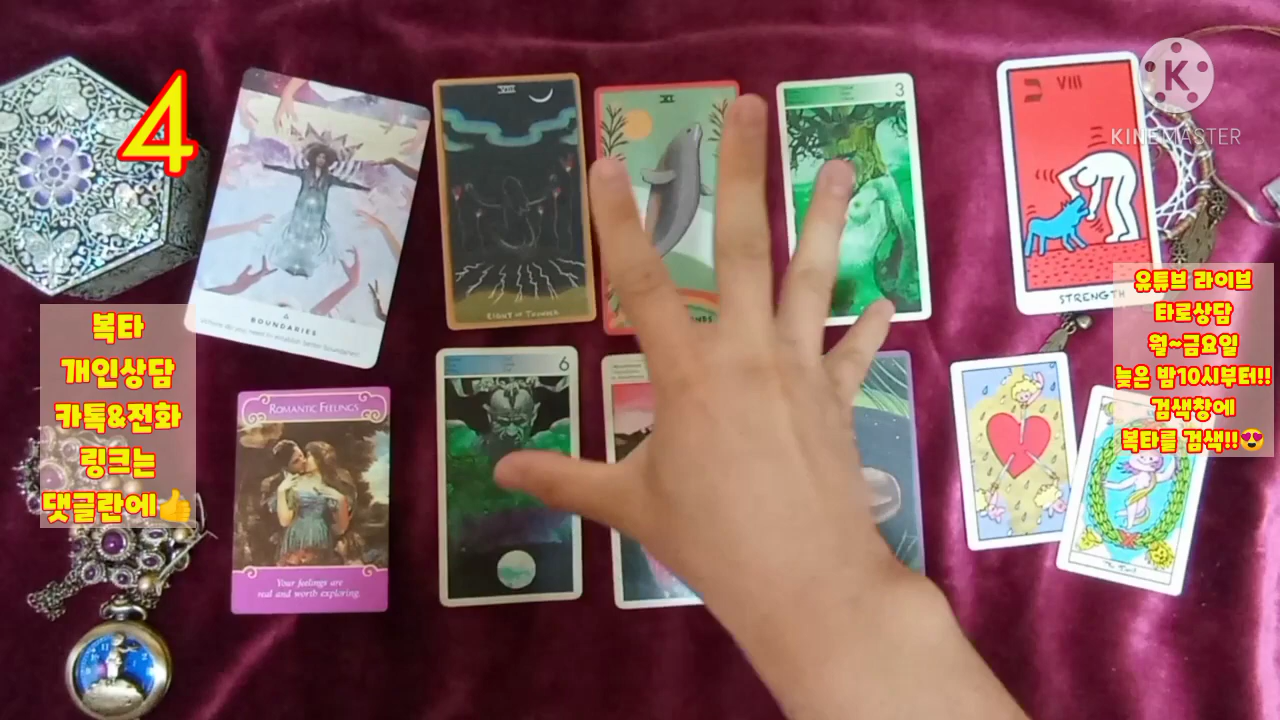 4
복타
개인상담
카톡&전화
링크는
댓글란에👍
BOUNDARIES
ROMANTIC FEELINGS
Your feelings are
real and worth exploring.
VIII
EIGHT OF THUNDER
XI
3
6
VIII
STRENGTH
K
KINEMASTER
유튜브 라이브
타로상담
월~금요일
늦은 밤10시부터!!
검색창에
복타를 검색!!😍